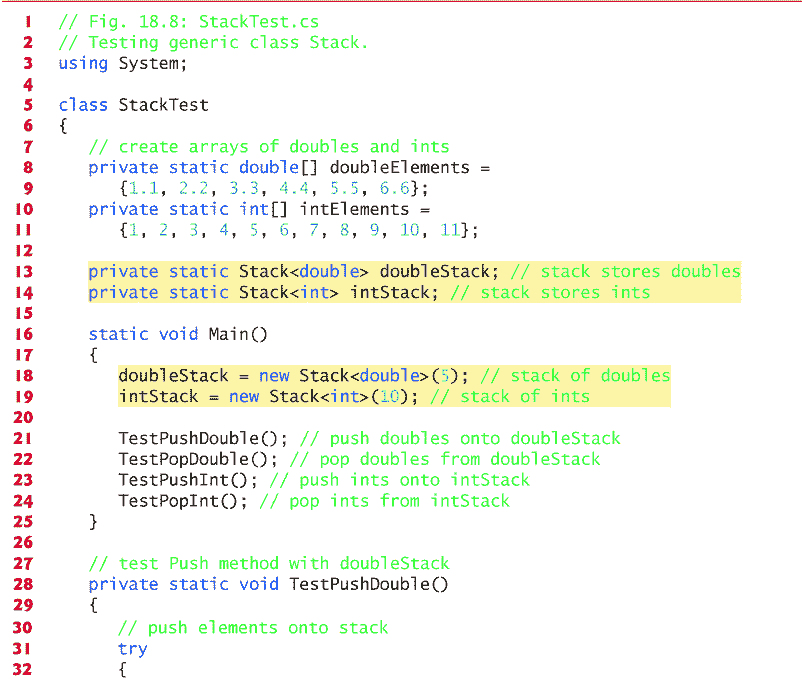 1 // Fig. 18.8: StackTest.cs
2 // Testing generic class Stack.
3 using System;
4
5 class StackTest
6 {
7    // create arrays of doubles and ints
8    private static double[] doubleElements =
9       {1.1, 2.2, 3.3, 4.4, 5.5, 6.6};
10    private static int[] intElements =
11       {1, 2, 3, 4, 5, 6, 7, 8, 9, 10, 11};
12
13    private static Stack<double> doubleStack; // stack stores doubles
14    private static Stack<int> intStack; // stack stores ints
15
16    static void Main()
17    {
18       doubleStack = new Stack<double>(5); // stack of doubles
19       intStack = new Stack<int>(10); // stack of ints
20
21       TestPushDouble(); // push doubles onto doubleStack
22       TestPopDouble(); // pop doubles from doubleStack
23       TestPushInt(); // push ints onto intStack
24       TestPopInt(); // pop ints from intStack
25    }
26
27    // test Push method with doubleStack
28    private static void TestPushDouble()
29    {
30       // push elements onto stack
31       try
32       {